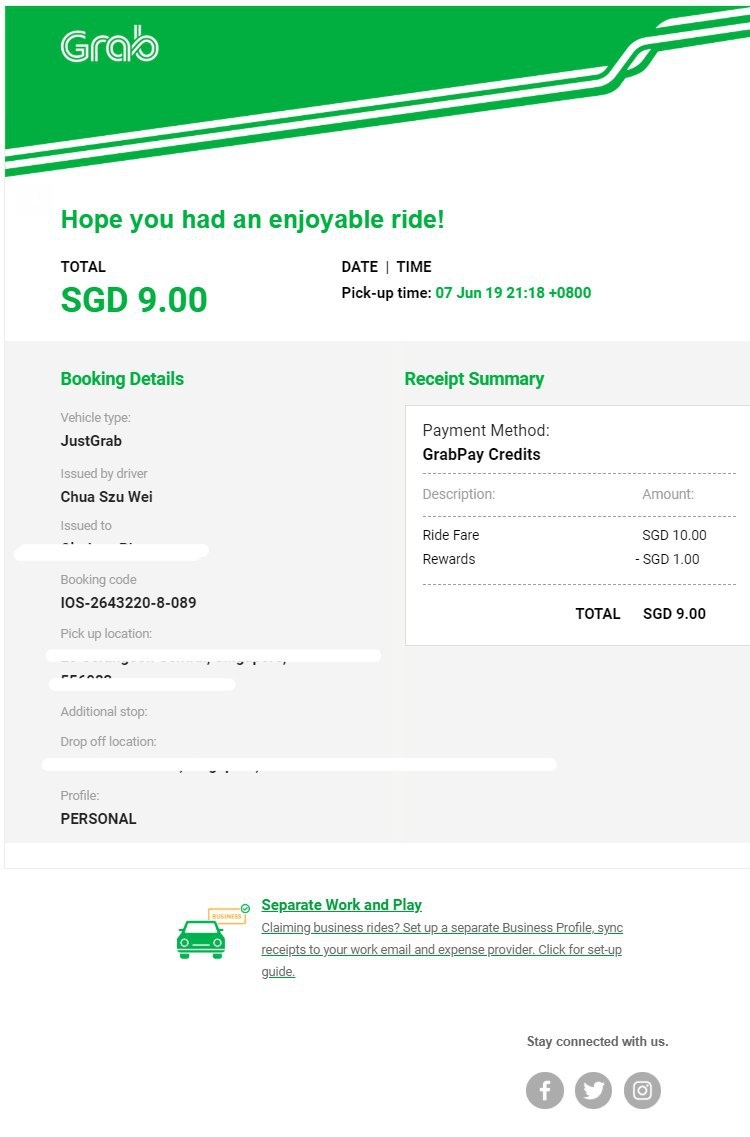 Grab
Hope you had an enjoyable ride!
TOTAL
SGD 9.00
DATE | TIME
Pick-up time: 07 Jun 19 21:18 +0800
Booking Details
Vehicle type:
JustGrab
Issued by driver
Chua Szu Wei
Issued to
Booking code
IOS-2643220-8-089
Pick up location:
Additional stop:
Drop off location:
Profile:
PERSONAL
Receipt Summary
Payment Method:
GrabPay Credits
Description: Amount:
Ride Fare SGD 10.00
Rewards - SGD 1.00
TOTAL SGD 9.00
BUSINESS
Separate Work and Play
Claiming business rides? Set up a separate Business Profile, sync
receipts to your work email and expense provider. Click for set-up
guide.
Stay connected with us.